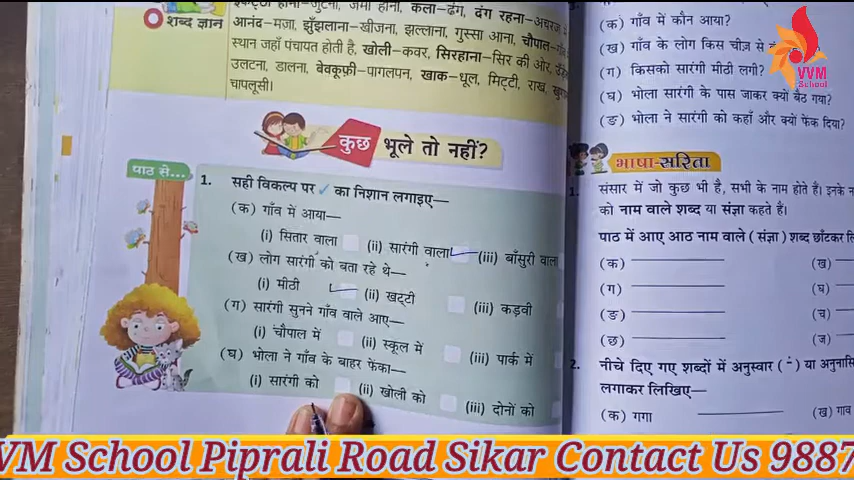 शब्द ज्ञान
आनंद-मजा, झुँझलाना-खीजना, झल्लाना, गुस्सा आना, चौपाल-गाँव
स्थान जहाँ पंचायत होती है, खोली-कवर, सिरहाना-सिर की ओर,
उलटना, डालना, बेवकूफ़ी-पागलपन, खाक-धूल, मिट्टी, राख,
चापलूसी।
कुछ भूले तो नहीं?
पाठ से...
1. सही विकल्प पर ✓ का निशान लगाइए—
(क) गाँव में आया—
(i) सितार वाला (ii) सारंगी वाला (iii) बाँसुरी वाला
(ख) लोग सारंगी को बता रहे थे—
(i) मीठी (ii) खट्टी (iii) कड़वी
(ग) सारंगी सुनने गाँव वाले आए—
(i) चौपाल में (ii) स्कूल में (iii) पार्क में
(घ) भोला ने गाँव के बाहर फेंका—
(i) सारंगी को (ii) खोली को (iii) दोनों को
(क) गाँव में कौन आया?
(ख) गाँव के लोग किस चीज़ से
(ग) किसको सारंगी मीठी लगी?
(घ) भोला सारंगी के पास जाकर क्यों बैठ गया?
(ङ) भोला ने सारंगी को कहाँ और क्यों फेंक दिया?
भाषा-सरिता
1. संसार में जो कुछ भी है, सभी के नाम होते हैं। इनके
को नाम वाले शब्द या संज्ञा कहते हैं।
पाठ में आए आठ नाम वाले (संज्ञा) शब्द छाँटकर
(क) (ख)
(ग) (घ)
(ङ) (च)
(छ) (ज)
2. नीचे दिए गए शब्दों में अनुस्वार (ं) या
लगाकर लिखिए—
(क) गगा (ख) गाव
VVM
School
VM School Piprali Road Sikar Contact Us 9887